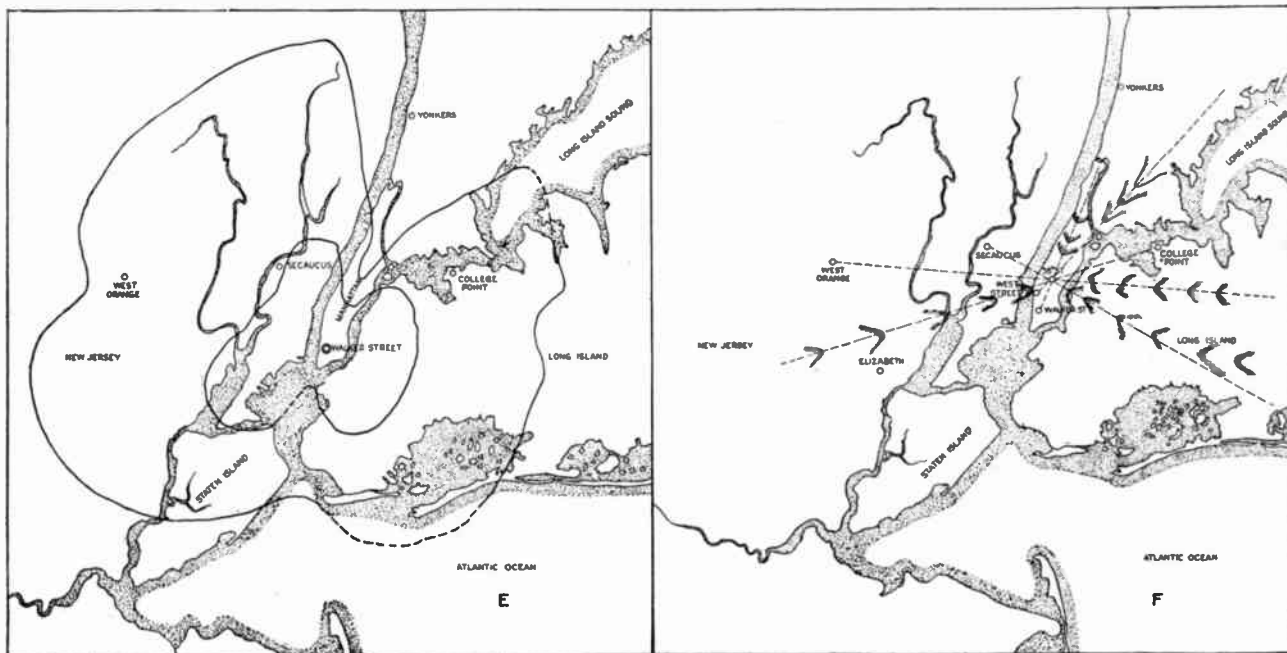 YONKERS
LONG ISLAND SOUND
SECAUCUS
WEST
ORANGE
COLLEGE
POINT
NEW JERSEY
WALKER STREET
LONG ISLAND
STATEN ISLAND
ATLANTIC OCEAN
E
YONKERS
LONG ISLAND SOUND
SECAUCUS
COLLEGE
POINT
WEST
ORANGE
WEST
STREET
WALKER ST.
NEW JERSEY
LONG ISLAND
ELIZABETH
STATEN ISLAND
ATLANTIC OCEAN
F